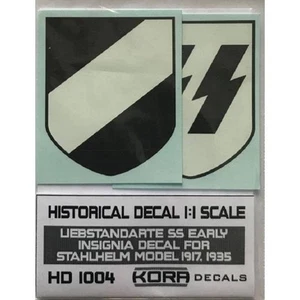 HISTORICAL DECAL 1:1 SCALE
LIEBSTANDARTE SS EARLY
INSIGNIA DECAL FOR
STAHLHELM MODEL 1917, 1935
HD 1004 KORA DECALS